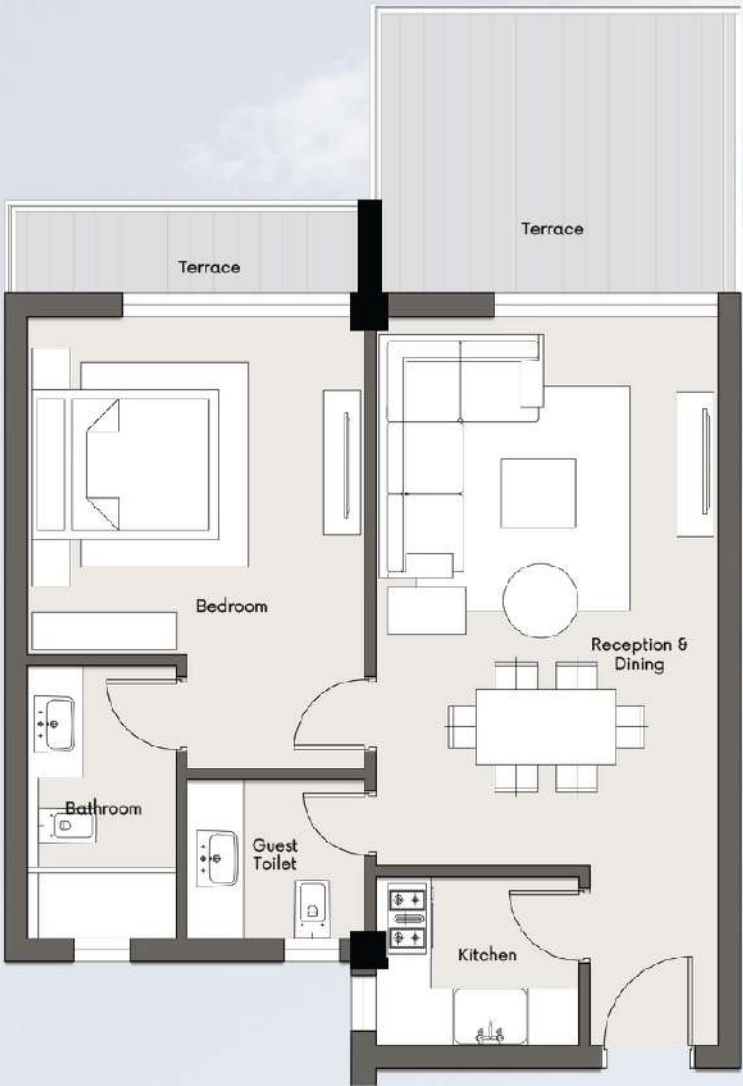 Terrace
Terrace
Bedroom
Reception &
Dining
Bathroom
Guest
Toilet
Kitchen